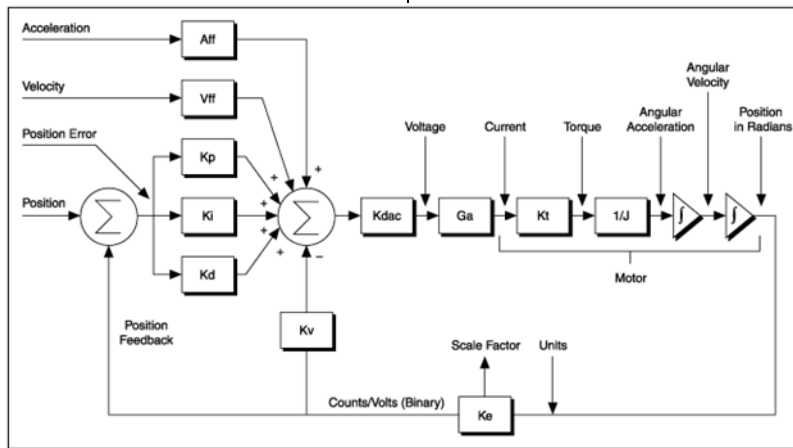 Acceleration
Aff
Velocity
Vff
Position Error
Kp
Position
Σ
Ki
Kd
Position
Feedback
+
+
+
+
+
Σ
−
Kv
Kdac
Voltage
Ga
Current
Kt
Torque
1/J
Angular
Acceleration
∫
Angular
Velocity
∫
Position
in Radians
Motor
Scale Factor
Units
Counts/Volts (Binary)
Ke